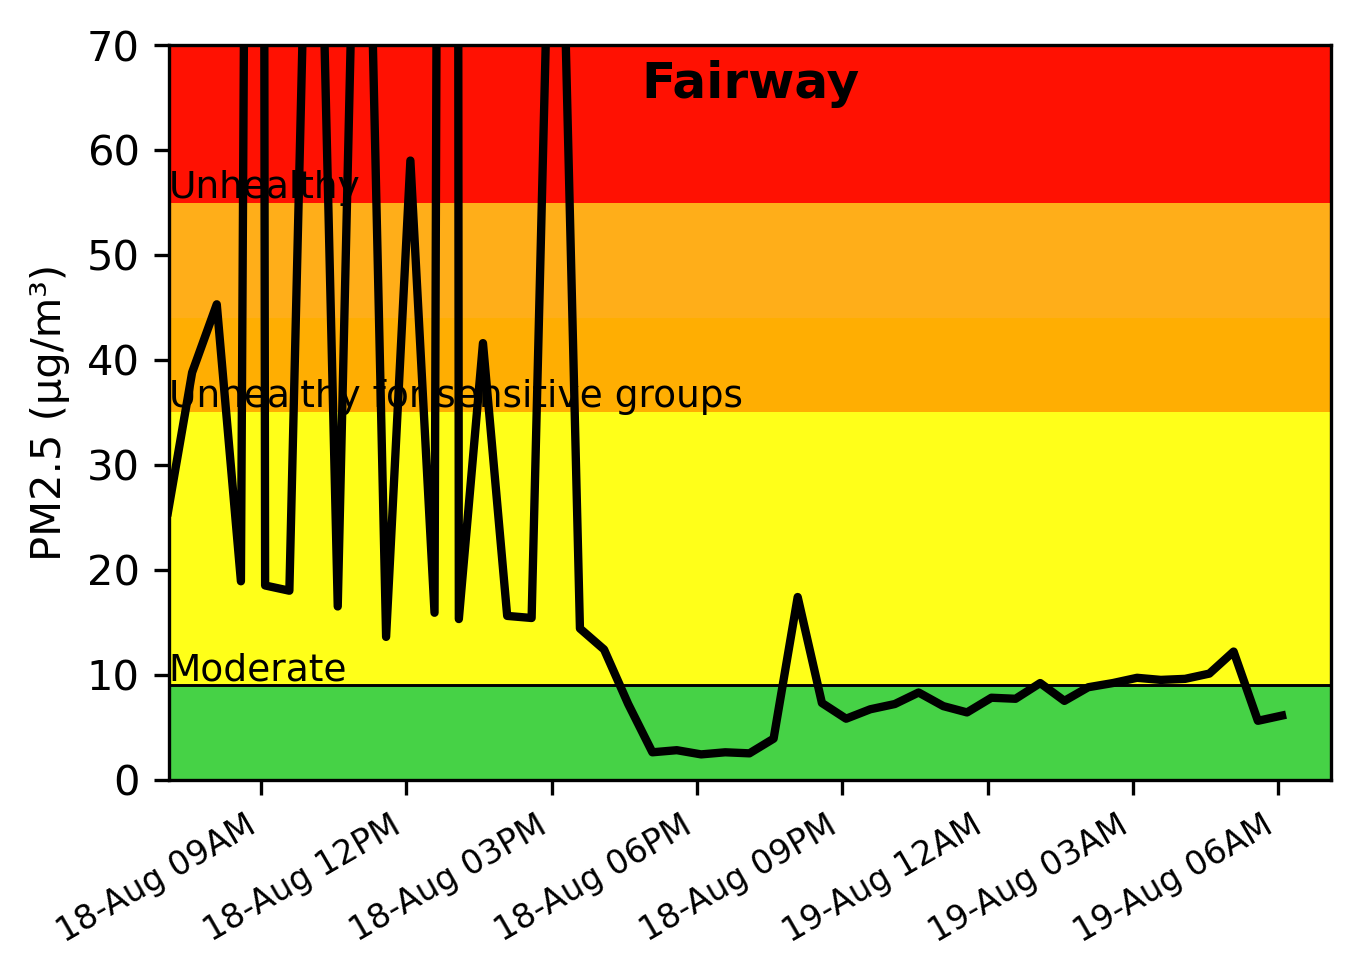 Fairway
PM2.5 (µg/m³)
70
60
Unhealthy
50
40
Unhealthy for sensitive groups
30
20
Moderate
10
0
18-Aug 09AM
18-Aug 12PM
18-Aug 03PM
18-Aug 06PM
18-Aug 09PM
19-Aug 12AM
19-Aug 03AM
19-Aug 06AM